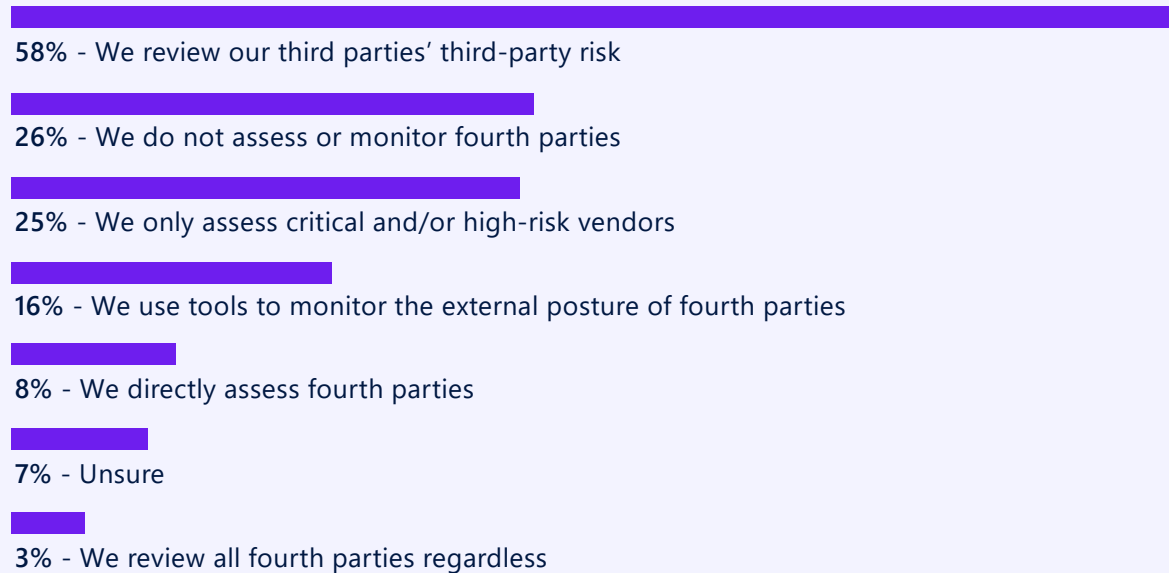 58% - We review our third parties’ third-party risk
26% - We do not assess or monitor fourth parties
25% - We only assess critical and/or high-risk vendors
16% - We use tools to monitor the external posture of fourth parties
8% - We directly assess fourth parties
7% - Unsure
3% - We review all fourth parties regardless